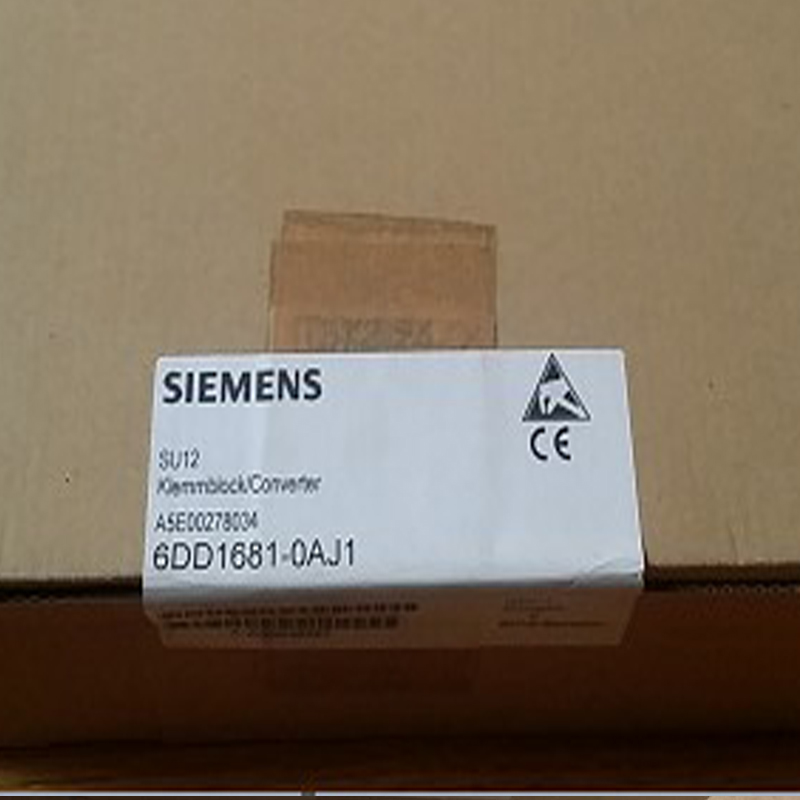 SIEMENS
CE
SU12
Klemmblock/Converter
A5E00278034
6DD1681-0AJ1